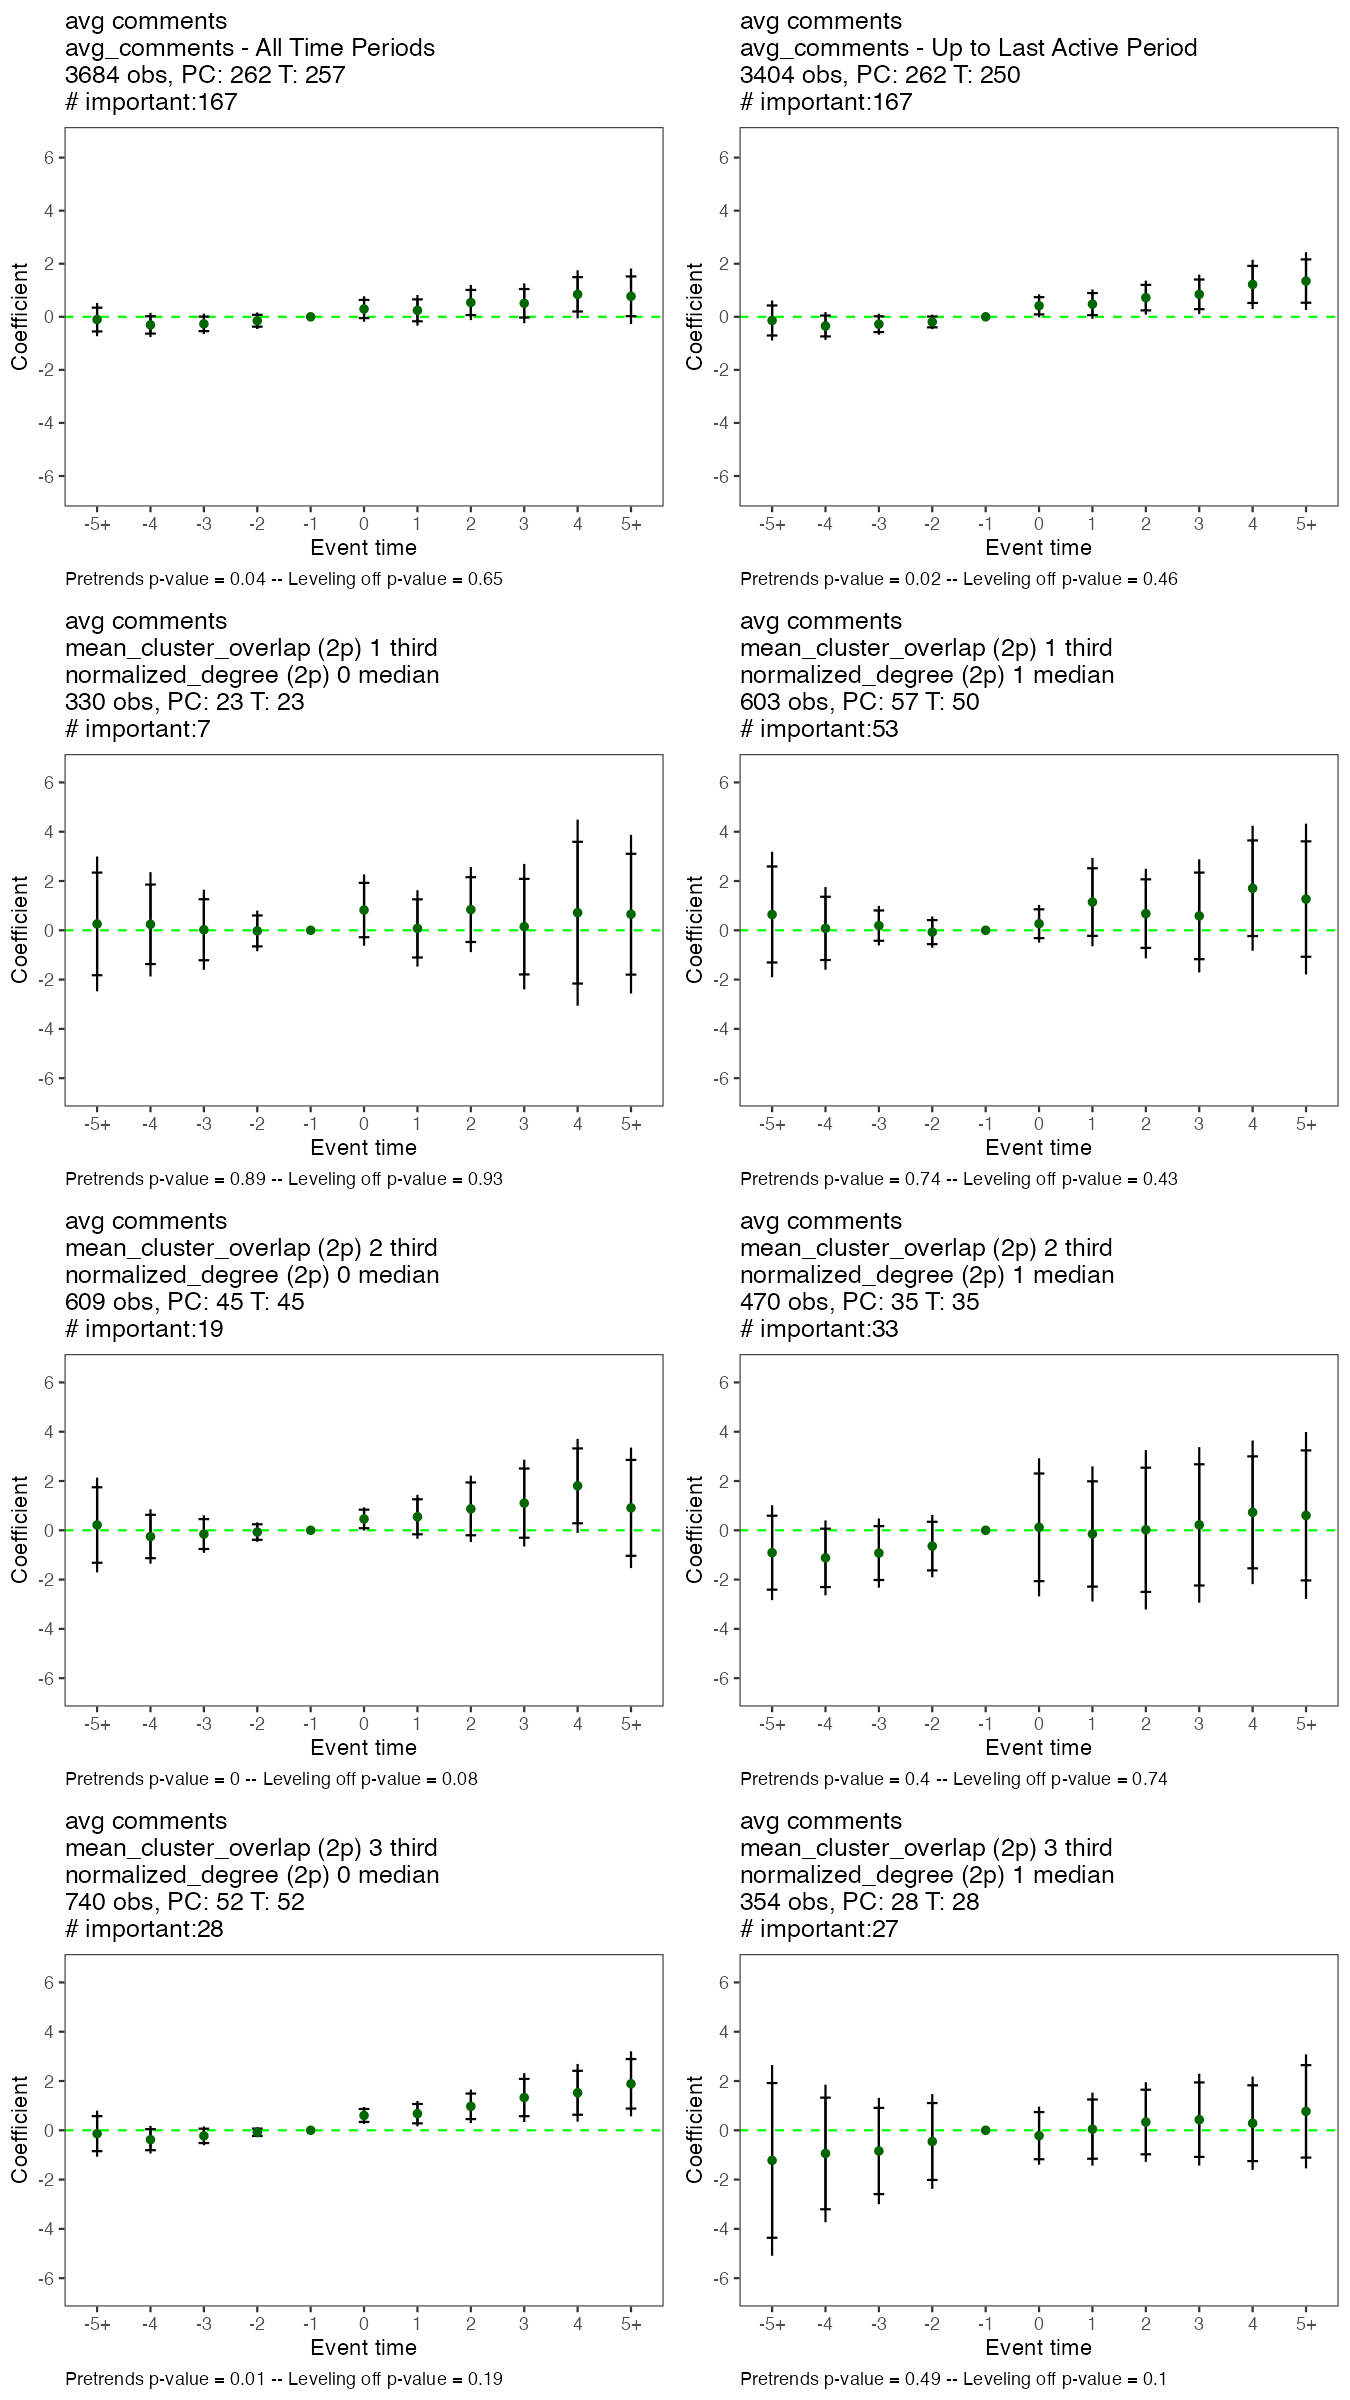 avg comments
avg_comments - All Time Periods
3684 obs, PC: 262 T: 257
# important:167
6
4
2
0
-2
-4
-6
Coefficient
-5+ -4 -3 -2 -1 0 1 2 3 4 5+
Event time
Pretrends p-value = 0.04 -- Leveling off p-value = 0.65
avg comments
avg_comments - Up to Last Active Period
3404 obs, PC: 262 T: 250
# important:167
6
4
2
0
-2
-4
-6
Coefficient
-5+ -4 -3 -2 -1 0 1 2 3 4 5+
Event time
Pretrends p-value = 0.02 -- Leveling off p-value = 0.46
avg comments
mean_cluster_overlap (2p) 1 third
normalized_degree (2p) 0 median
330 obs, PC: 23 T: 23
# important:7
6
4
2
0
-2
-4
-6
Coefficient
-5+ -4 -3 -2 -1 0 1 2 3 4 5+
Event time
Pretrends p-value = 0.89 -- Leveling off p-value = 0.93
avg comments
mean_cluster_overlap (2p) 1 third
normalized_degree (2p) 1 median
603 obs, PC: 57 T: 50
# important:53
6
4
2
0
-2
-4
-6
Coefficient
-5+ -4 -3 -2 -1 0 1 2 3 4 5+
Event time
Pretrends p-value = 0.74 -- Leveling off p-value = 0.43
avg comments
mean_cluster_overlap (2p) 2 third
normalized_degree (2p) 0 median
609 obs, PC: 45 T: 45
# important:19
6
4
2
0
-2
-4
-6
Coefficient
-5+ -4 -3 -2 -1 0 1 2 3 4 5+
Event time
Pretrends p-value = 0 -- Leveling off p-value = 0.08
avg comments
mean_cluster_overlap (2p) 2 third
normalized_degree (2p) 1 median
470 obs, PC: 35 T: 35
# important:33
6
4
2
0
-2
-4
-6
Coefficient
-5+ -4 -3 -2 -1 0 1 2 3 4 5+
Event time
Pretrends p-value = 0.4 -- Leveling off p-value = 0.74
avg comments
mean_cluster_overlap (2p) 3 third
normalized_degree (2p) 0 median
740 obs, PC: 52 T: 52
# important:28
6
4
2
0
-2
-4
-6
Coefficient
-5+ -4 -3 -2 -1 0 1 2 3 4 5+
Event time
Pretrends p-value = 0.01 -- Leveling off p-value = 0.19
avg comments
mean_cluster_overlap (2p) 3 third
normalized_degree (2p) 1 median
354 obs, PC: 28 T: 28
# important:27
6
4
2
0
-2
-4
-6
Coefficient
-5+ -4 -3 -2 -1 0 1 2 3 4 5+
Event time
Pretrends p-value = 0.49 -- Leveling off p-value = 0.1